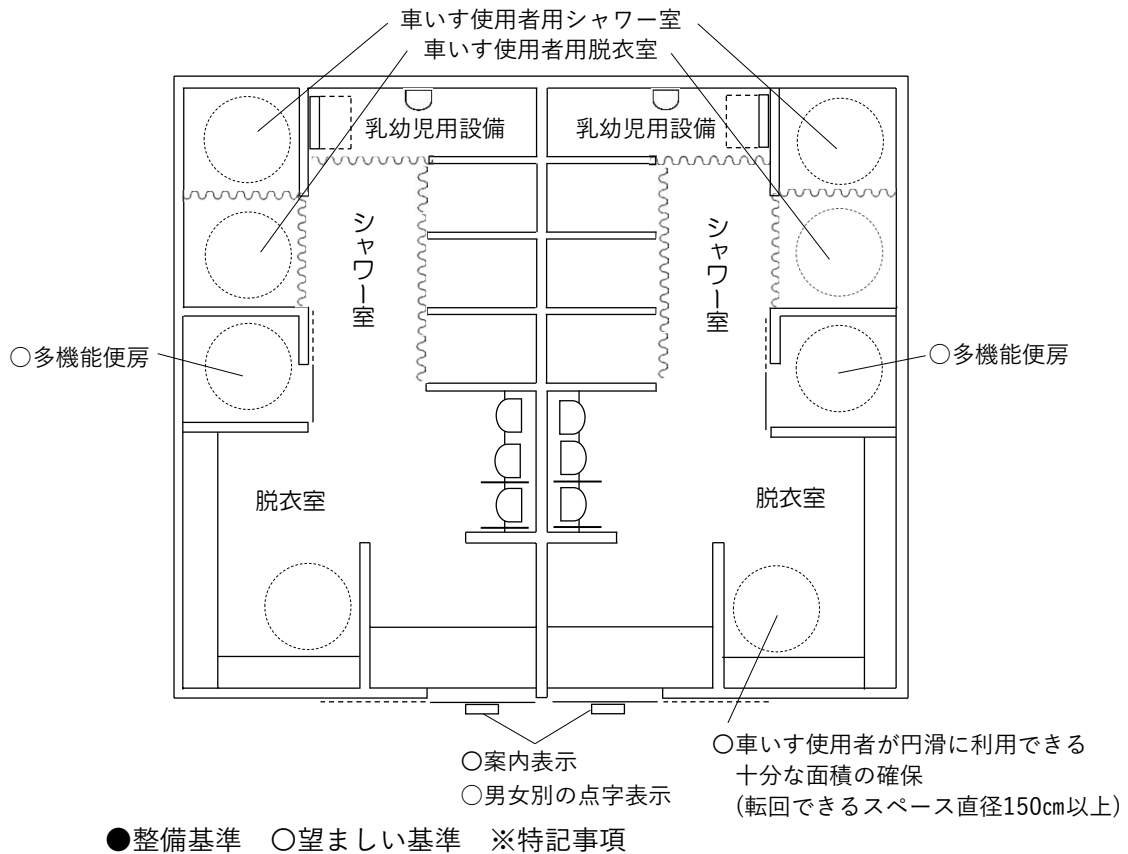 車いす使用者用シャワー室
車いす使用者用脱衣室
乳幼児用設備
乳幼児用設備
シャワー室
シャワー室
○多機能便房
○多機能便房
脱衣室
脱衣室
○案内表示
○男女別の点字表示
○車いす使用者が円滑に利用できる
十分な面積の確保
(転回できるスペース直径150㎝以上)
●整備基準 ○望ましい基準 ※特記事項